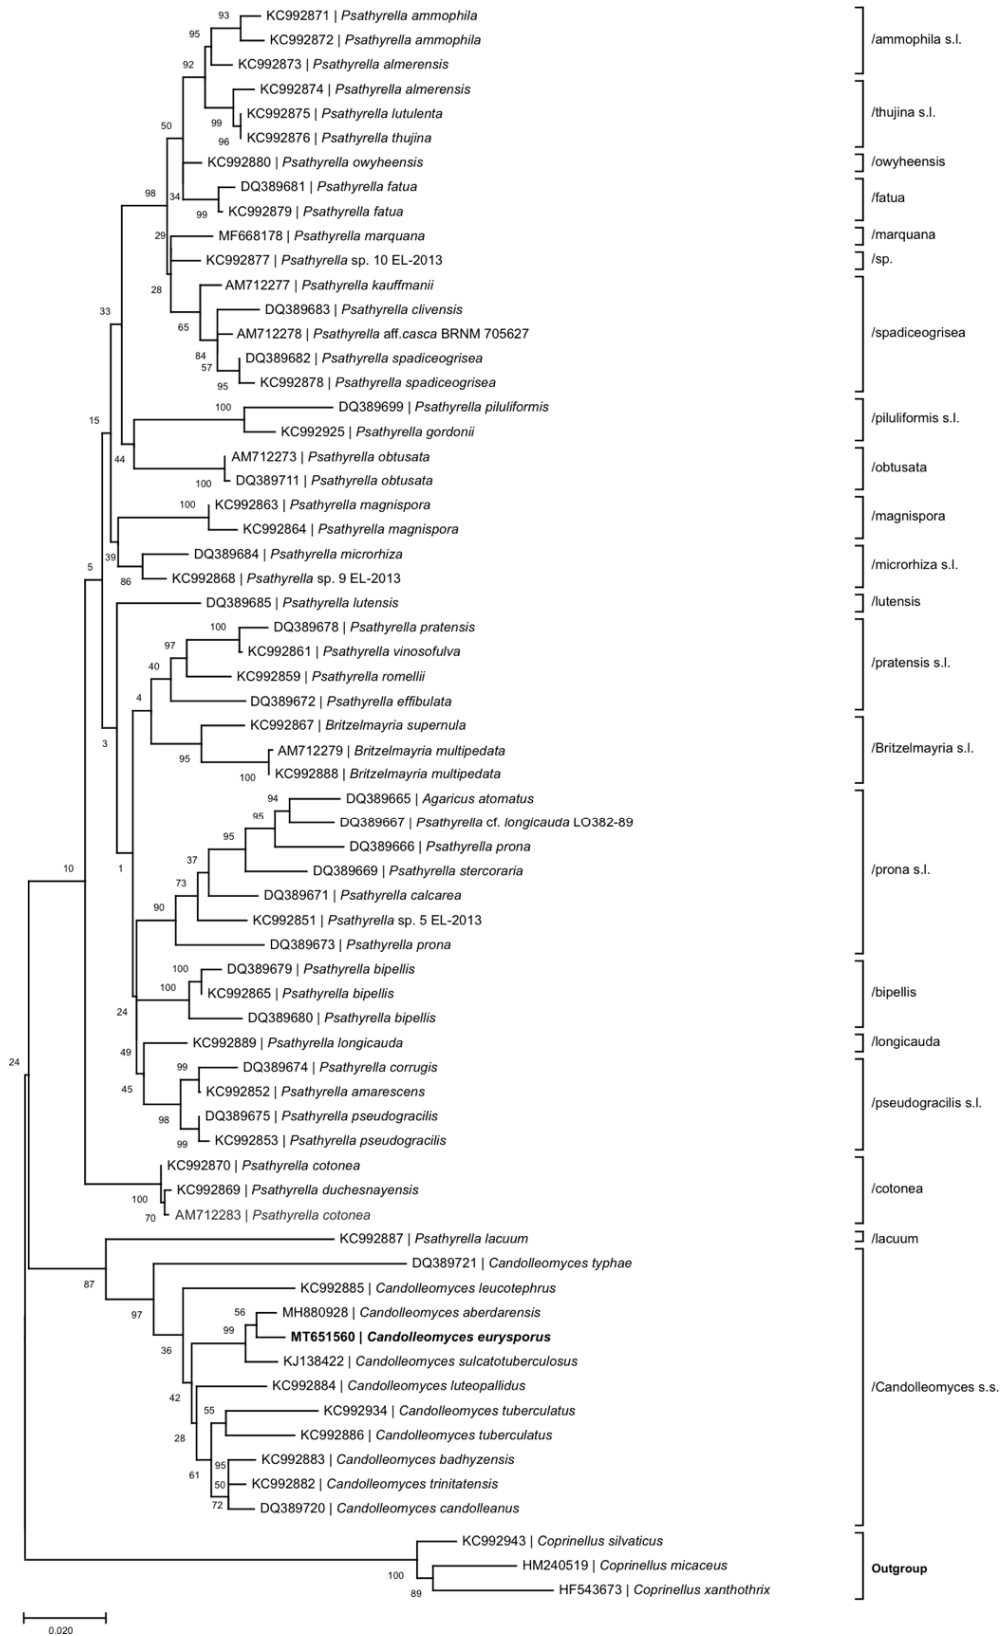 93
KC992871 | Psathyrella ammophila
95
KC992872 | Psathyrella ammophila
/ammophila s.l.
92
KC992873 | Psathyrella almerensis
KC992874 | Psathyrella almerensis
99
KC992875 | Psathyrella lutulenta
/thujina s.l.
50
96
KC992876 | Psathyrella thujina
KC992880 | Psathyrella owyheensis
/owyheensis
98
34
DQ389681 | Psathyrella fatua
/fatua
99
KC992879 | Psathyrella fatua
29
MF668178 | Psathyrella marquana
/marquana
KC992877 | Psathyrella sp. 10 EL-2013
/sp.
28
AM712277 | Psathyrella kauffmanii
33
65
DQ389683 | Psathyrella clivensis
AM712278 | Psathyrella aff.casca BRNM 705627
/spadiceogrisea
84
57
DQ389682 | Psathyrella spadiceogrisea
95
KC992878 | Psathyrella spadiceogrisea
100
DQ389699 | Psathyrella piluliformis
/piluliformis s.l.
15
KC992925 | Psathyrella gordonii
44
AM712273 | Psathyrella obtusata
/obtusata
100
DQ389711 | Psathyrella obtusata
100
KC992863 | Psathyrella magnispora
/magnispora
KC992864 | Psathyrella magnispora
39
DQ389684 | Psathyrella microrhiza
/microrhiza s.l.
5
86
KC992868 | Psathyrella sp. 9 EL-2013
DQ389685 | Psathyrella lutensis
/lutensis
100
DQ389678 | Psathyrella pratensis
97
KC992861 | Psathyrella vinosofulva
/pratensis s.l.
40
KC992859 | Psathyrella romellii
4
DQ389672 | Psathyrella effibulata
KC992867 | Britzelmayria supernula
3
95
AM712279 | Britzelmayria multipedata
/Britzelmayria s.l.
100
KC992888 | Britzelmayria multipedata
94
DQ389665 | Agaricus atomatus
95
DQ389667 | Psathyrella cf. longicauda LO382-89
95
DQ389666 | Psathyrella prona
37
DQ389669 | Psathyrella stercoraria
/prona s.l.
10
1
73
DQ389671 | Psathyrella calcarea
90
KC992851 | Psathyrella sp. 5 EL-2013
DQ389673 | Psathyrella prona
100
DQ389679 | Psathyrella bipellis
100
KC992865 | Psathyrella bipellis
/bipellis
24
DQ389680 | Psathyrella bipellis
KC992889 | Psathyrella longicauda
/longicauda
24
49
99
DQ389674 | Psathyrella corrugis
45
KC992852 | Psathyrella amarescens
/pseudogracilis s.l.
98
DQ389675 | Psathyrella pseudogracilis
99
KC992853 | Psathyrella pseudogracilis
KC992870 | Psathyrella cotonea
100
KC992869 | Psathyrella duchesnayensis
/cotonea
70
AM712283 | Psathyrella cotonea
KC992887 | Psathyrella lacuum
/lacuum
87
DQ389721 | Candolleomyces typhae
KC992885 | Candolleomyces leucotephrus
97
56
MH880928 | Candolleomyces aberdarensis
99
MT651560 | Candolleomyces eurysporus
36
KJ138422 | Candolleomyces sulcatotuberculosus
42
KC992884 | Candolleomyces luteopallidus
/Candolleomyces s.s.
55
KC992934 | Candolleomyces tuberculatus
28
KC992886 | Candolleomyces tuberculatus
95
KC992883 | Candolleomyces badhyzensis
61
50
KC992882 | Candolleomyces trinitatensis
72
DQ389720 | Candolleomyces candolleanus
KC992943 | Coprinellus silvaticus
100
HM240519 | Coprinellus micaceus
Outgroup
89
HF543673 | Coprinellus xanthothrix
0.020